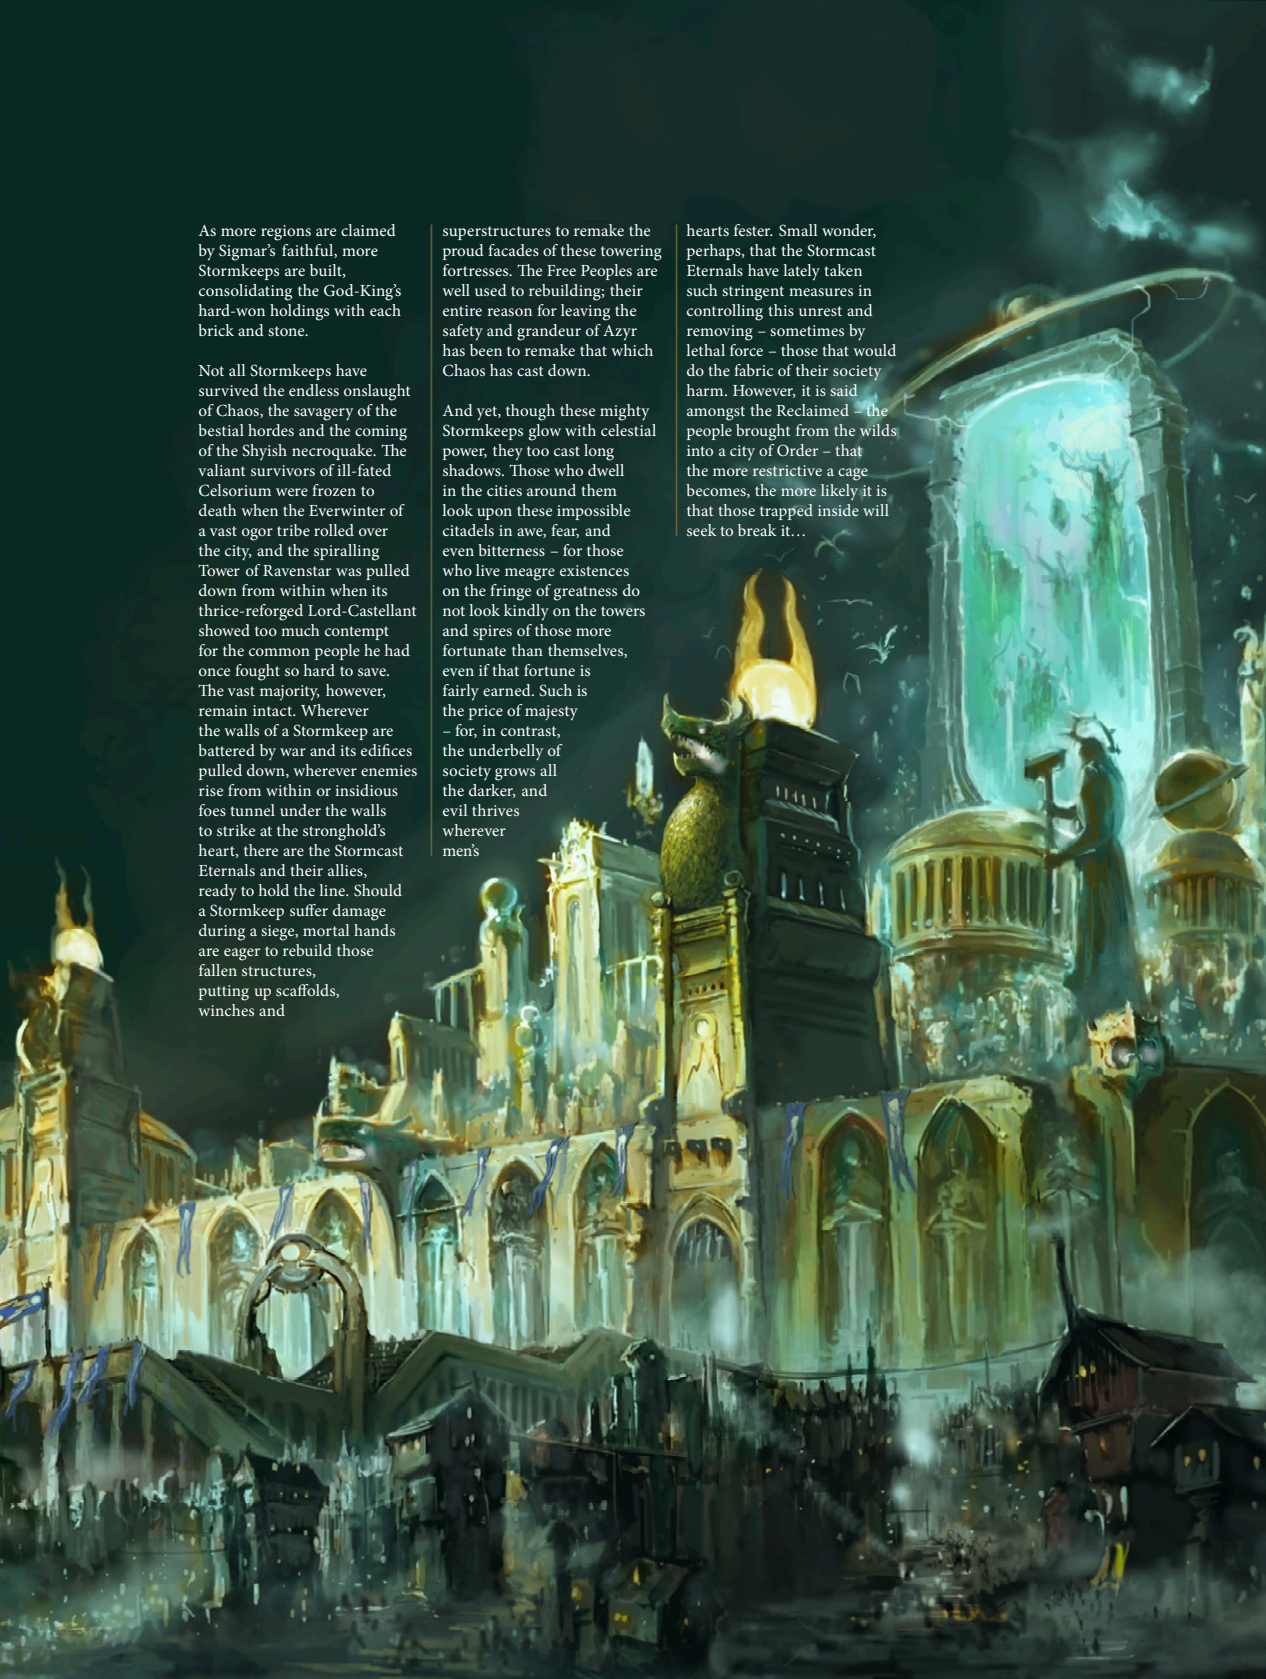 As more regions are claimed
by Sigmar’s faithful, more
Stormkeeps are built,
consolidating the God-King’s
hard-won holdings with each
brick and stone.
Not all Stormkeeps have
survived the endless onslaught
of Chaos, the savagery of the
bestial hordes and the coming
of the Shyish necroquake. The
valiant survivors of ill-fated
Celsorium were frozen to
death when the Everwinter of
a vast ogor tribe rolled over
the city, and the spiralling
Tower of Ravenstar was pulled
down from within when its
thrice-reforged Lord-Castellant
showed too much contempt
for the common people he had
once fought so hard to save.
The vast majority, however,
remain intact. Wherever
the walls of a Stormkeep are
battered by war and its edifices
pulled down, wherever enemies
rise from within or insidious
foes tunnel under the walls
to strike at the stronghold’s
heart, there are the Stormcast
Eternals and their allies,
ready to hold the line. Should
a Stormkeep suffer damage
during a siege, mortal hands
are eager to rebuild those
fallen structures,
putting up scaffolds,
winches and
superstructures to remake the
proud facades of these towering
fortresses. The Free Peoples are
well used to rebuilding; their
entire reason for leaving the
safety and grandeur of Azyr
has been to remake that which
Chaos has cast down.
And yet, though these mighty
Stormkeeps glow with celestial
power, they too cast long
shadows. Those who dwell
in the cities around them
look upon these impossible
citadels in awe, fear, and
even bitterness – for those
who live meagre existences
on the fringe of greatness do
not look kindly on the towers
and spires of those more
fortunate than themselves,
even if that fortune is
fairly earned. Such is
the price of majesty
– for, in contrast,
the underbelly of
society grows all
the darker, and
evil thrives
wherever
men’s
hearts fester. Small wonder,
perhaps, that the Stormcast
Eternals have lately taken
such stringent measures in
controlling this unrest and
removing – sometimes by
lethal force – those that would
do the fabric of their society
harm. However, it is said
amongst the Reclaimed – the
people brought from the wilds
into a city of Order – that
the more restrictive a cage
becomes, the more likely it is
that those trapped inside will
seek to break it…